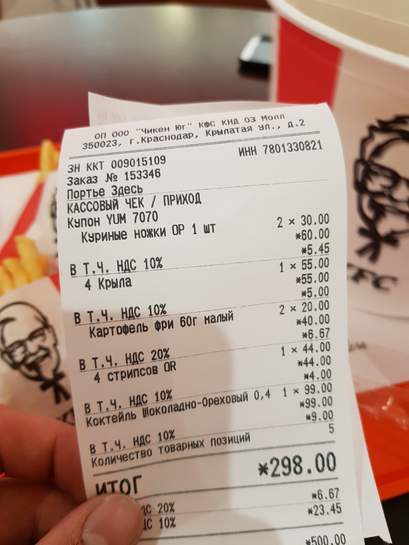 ОП ООО "Чикен Юг" КФС КНД ОЗ Молл
350023, г.Краснодар, Крылатая ул., д.2
ЗН ККТ 009015109 ИНН 7801330821
Заказ № 153346
Портье Здесь
КАССОВЫЙ ЧЕК / ПРИХОД
Купон YUM 7070
Куриные ножки ОР 1 шт 2 × 30.00
*60.00
В Т.Ч. НДС 10% *5.45
4 Крыла 1 × 55.00
*55.00
В Т.Ч. НДС 10% *5.00
Картофель фри 60г малый 2 × 20.00
*40.00
В Т.Ч. НДС 20% *6.67
4 стрипсов OR 1 × 44.00
*44.00
В Т.Ч. НДС 10% *4.00
Коктейль Шоколадно-Ореховый 0,4 1 × 99.00
*99.00
В Т.Ч. НДС 10% *9.00
Количество товарных позиций 5
ИТОГ *298.00
20% *6.67
10% *23.45
*500.00